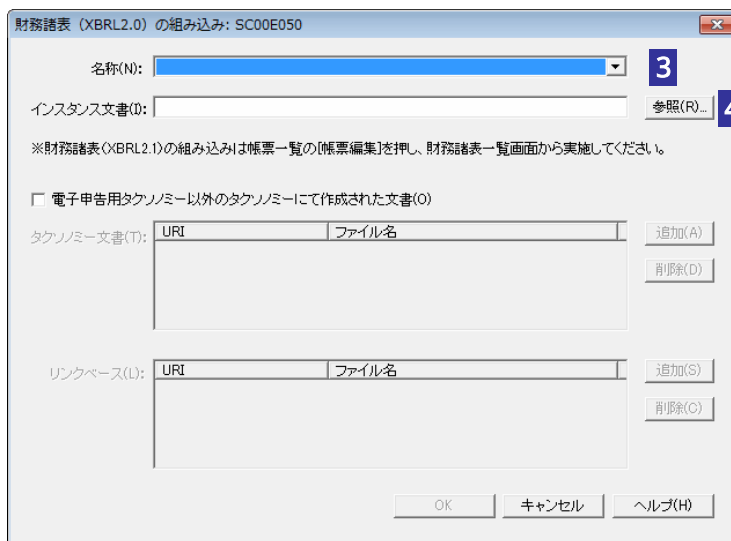 財務諸表（XBRL2.0）の組み込み: SC00E050
名称(N): 3
インスタンス文書(I): 参照(R)... 4
※財務諸表(XBRL2.1)の組み込みは帳票一覧の[帳票編集]を押し、財務諸表一覧画面から実施してください。
電子申告用タクソノミー以外のタクソノミーにて作成された文書(O)
タクソノミー文書(T): URI ファイル名 追加(A)
削除(D)
リンクベース(L): URI ファイル名 追加(S)
削除(C)
OK キャンセル ヘルプ(H)